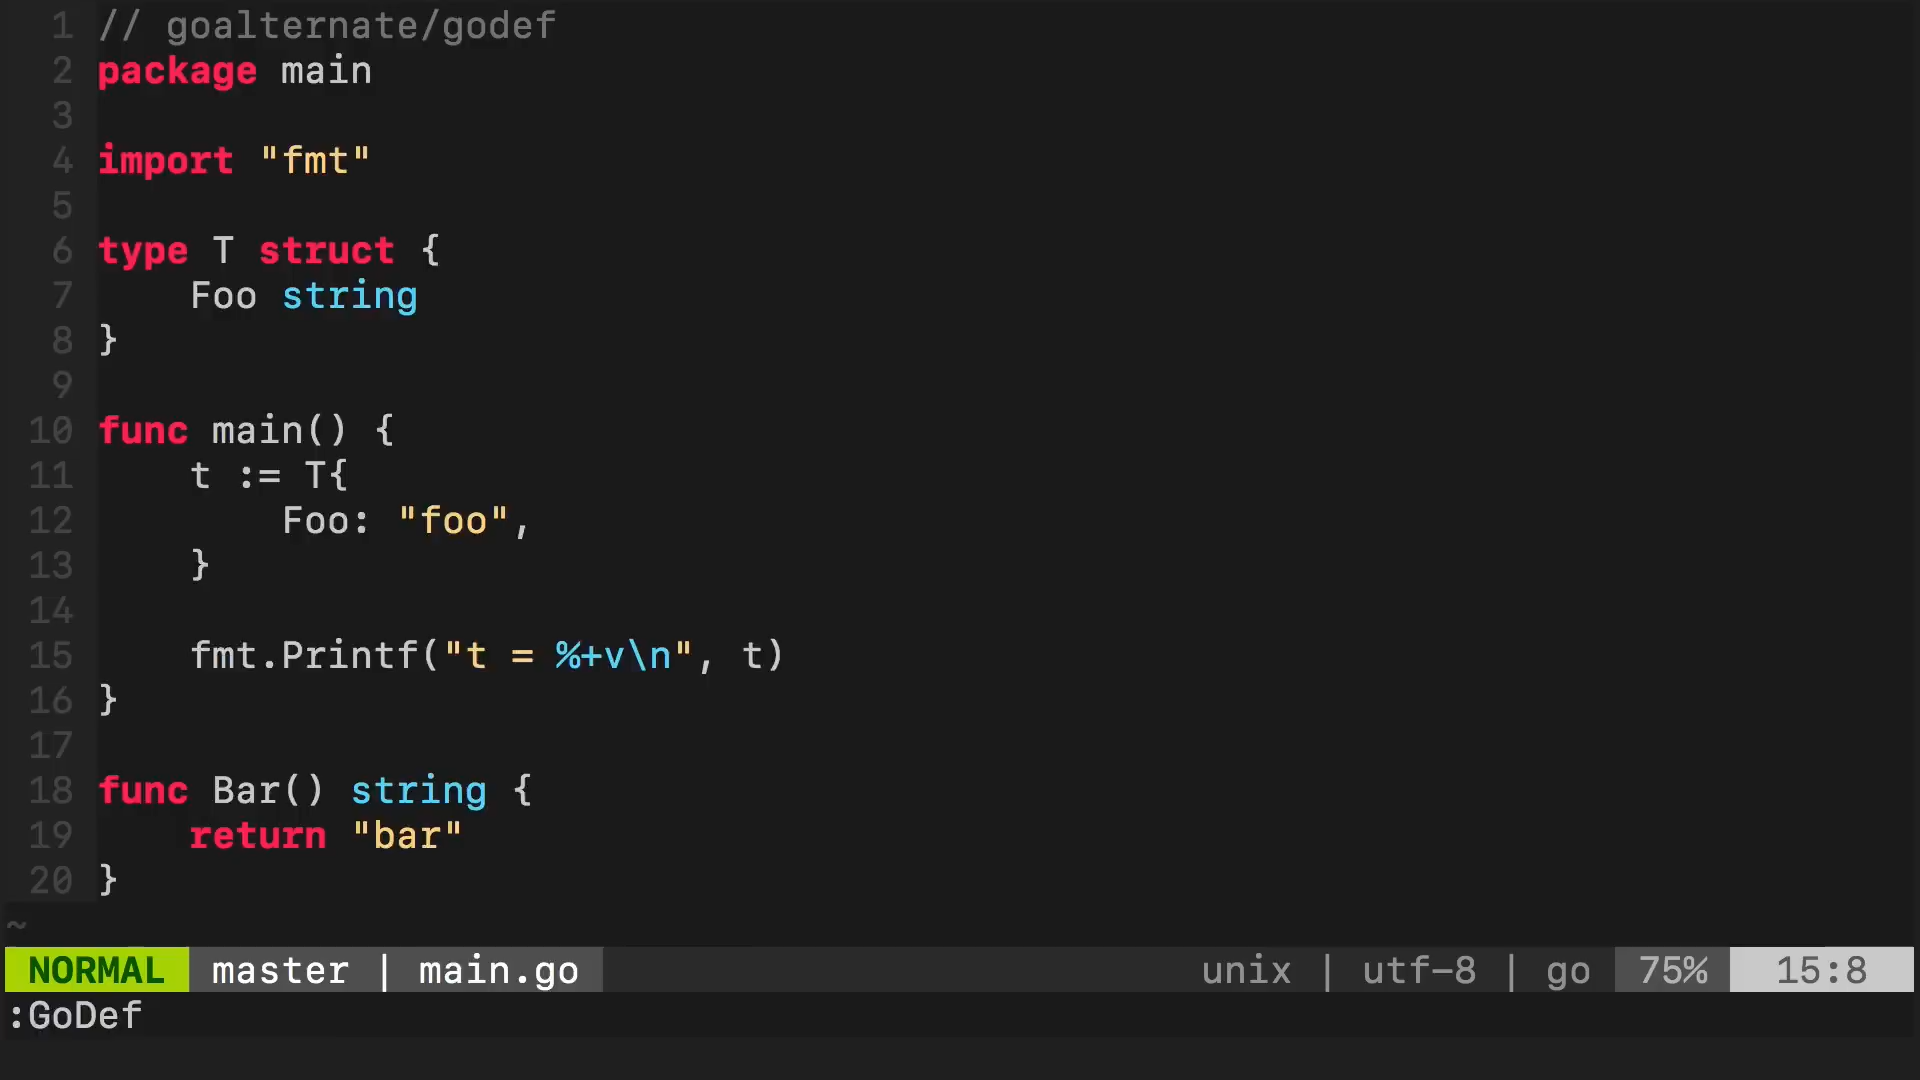 1 // goalternate/godef
2 package main
3
4 import "fmt"
5
6 type T struct {
7     Foo string
8 }
9
10 func main() {
11     t := T{
12         Foo: "foo",
13     }
14
15     fmt.Printf("t = %+v\n", t)
16 }
17
18 func Bar() string {
19     return "bar"
20 }
~
NORMAL master | main.go unix | utf-8 | go 75% 15:8
:GoDef